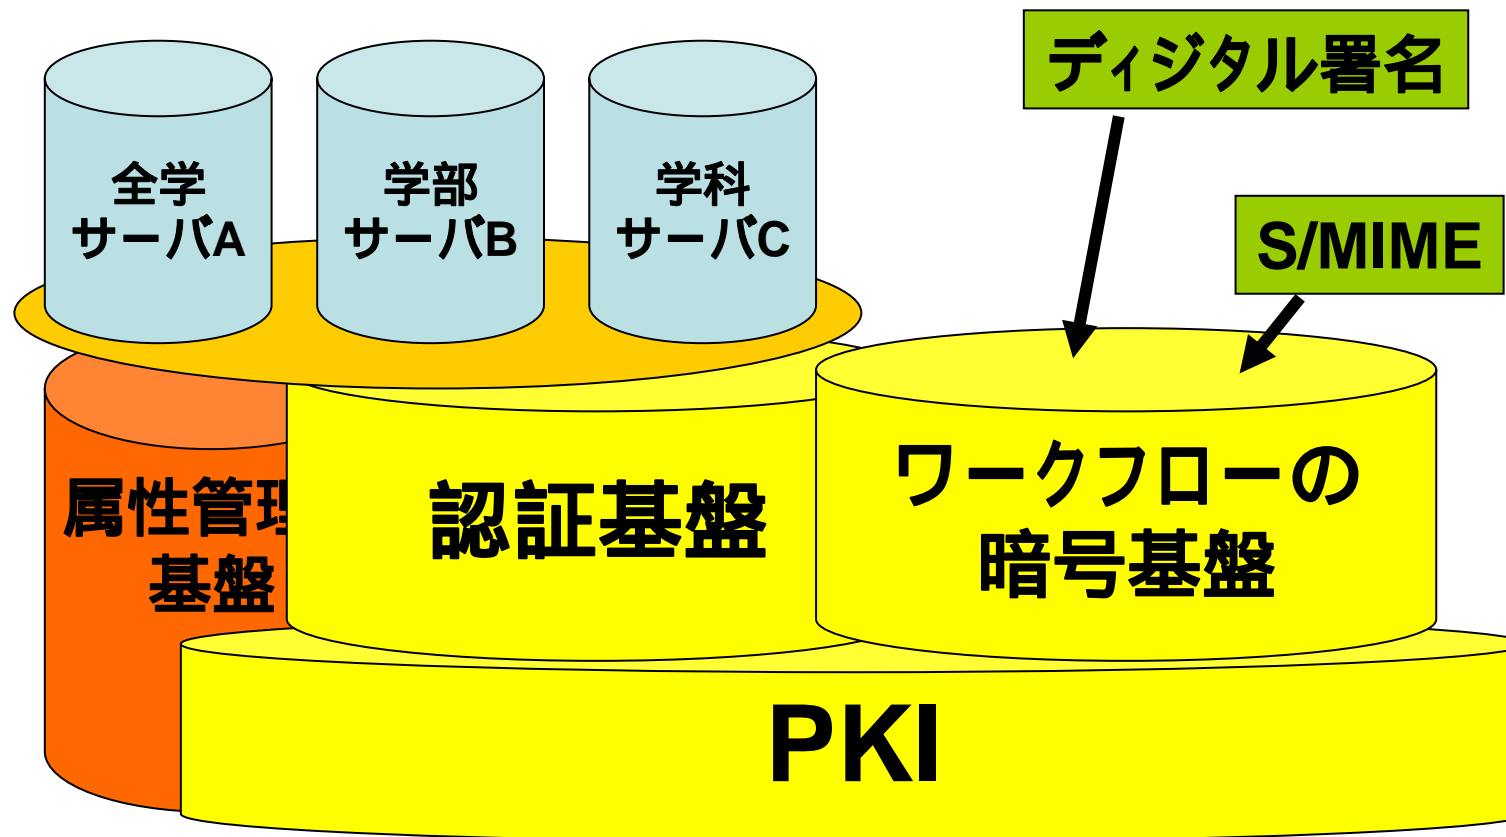 ディジタル署名
全学
サーバA
学部
サーバB
学科
サーバC
S/MIME
属性管理
基盤
認証基盤
ワークフローの
暗号基盤
PKI